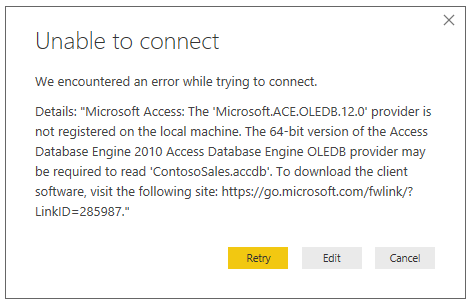 Unable to connect
We encountered an error while trying to connect.
Details: "Microsoft Access: The 'Microsoft.ACE.OLEDB.12.0' provider is
not registered on the local machine. The 64-bit version of the Access
Database Engine 2010 Access Database Engine OLEDB provider may
be required to read 'ContosoSales.accdb'. To download the client
software, visit the following site: https://go.microsoft.com/fwlink/?
LinkID=285987."
Retry Edit Cancel